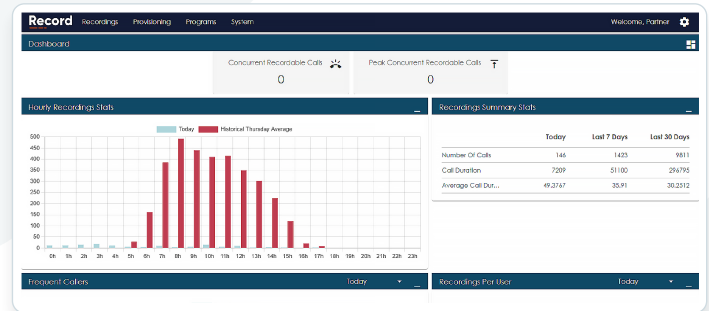 Record Recordings Provisioning Programs System Welcome, Partner
Dashboard
Concurrent Recordable Calls
0
Peak Concurrent Recordable Calls
0
Hourly Recordings Stats
Today Historical Thursday Average
500
450
400
350
300
250
200
150
100
50
0
0h 1h 2h 3h 4h 5h 6h 7h 8h 9h 10h 11h 12h 13h 14h 15h 16h 17h 18h 19h 20h 21h 22h 23h
Recordings Summary Stats
Today Last 7 Days Last 30 Days
Number Of Calls 146 1423 9811
Call Duration 7209 51100 296795
Average Call Dur... 49.3767 35.91 30.2512
Frequent Callers Today
Recordings Per User Today